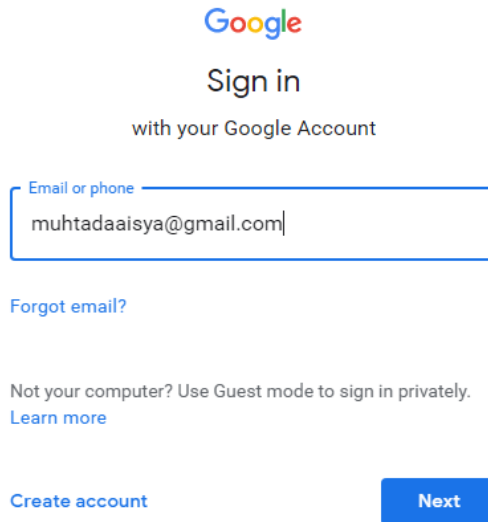 Google
Sign in
with your Google Account
Email or phone
muhtadaaisya@gmail.com
Forgot email?
Not your computer? Use Guest mode to sign in privately.
Learn more
Create account
Next